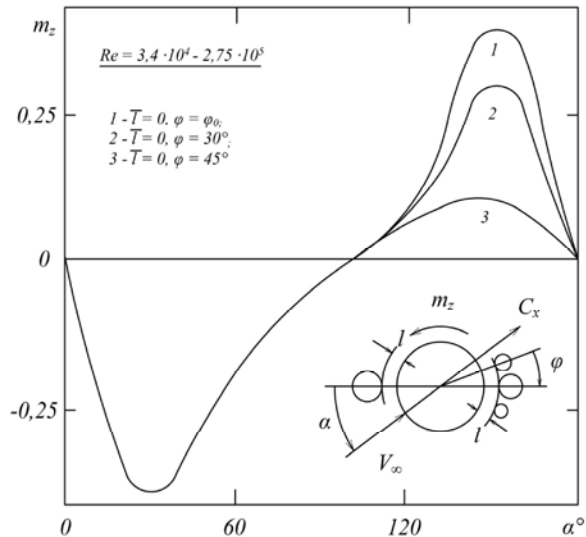 m_z
Re = 3,4 ·10⁴ - 2,75 ·10⁵
0,25
1 - l̅ = 0. φ = φ₀;
2 - l̅ = 0, φ = 30°;
3 - l̅ = 0, φ = 45°
1
2
3
0
m_z
C_x
l
φ
α
l
V∞
-0,25
0
60
120
α°